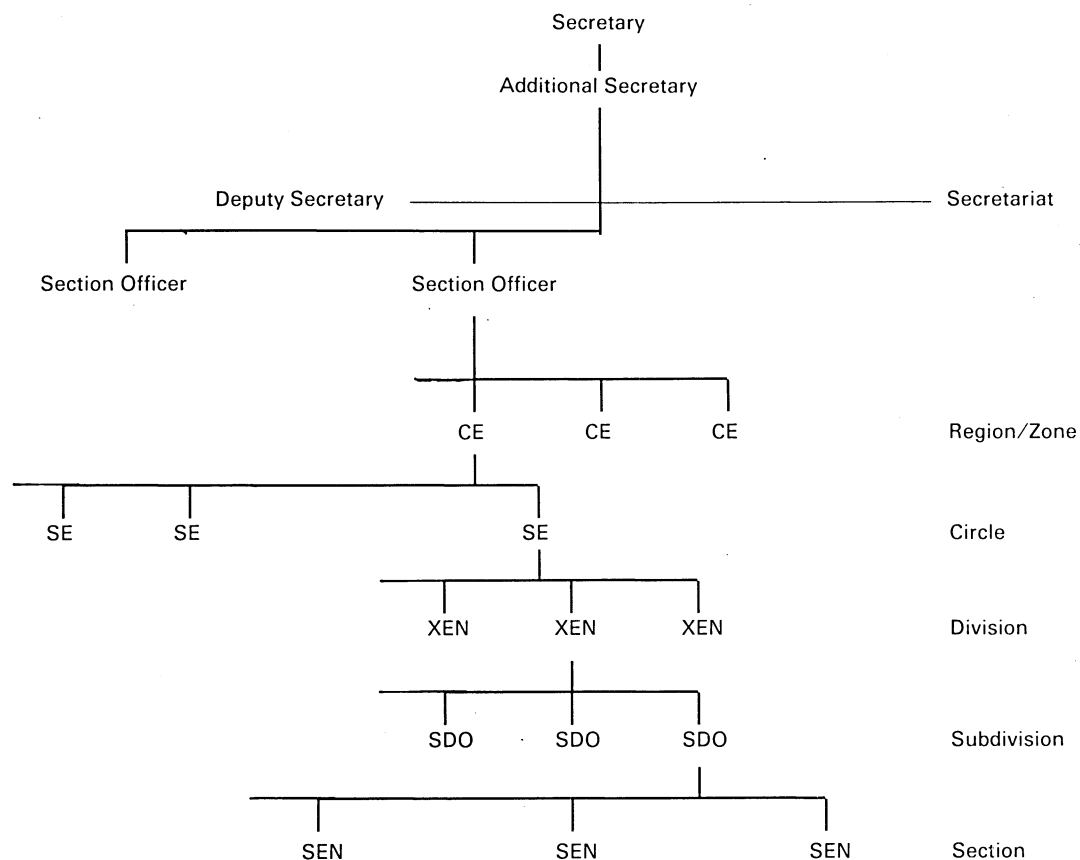 Secretary
Additional Secretary
Deputy Secretary Secretariat
Section Officer Section Officer
CE CE CE Region/Zone
SE SE SE Circle
XEN XEN XEN Division
SDO SDO SDO Subdivision
SEN SEN SEN Section